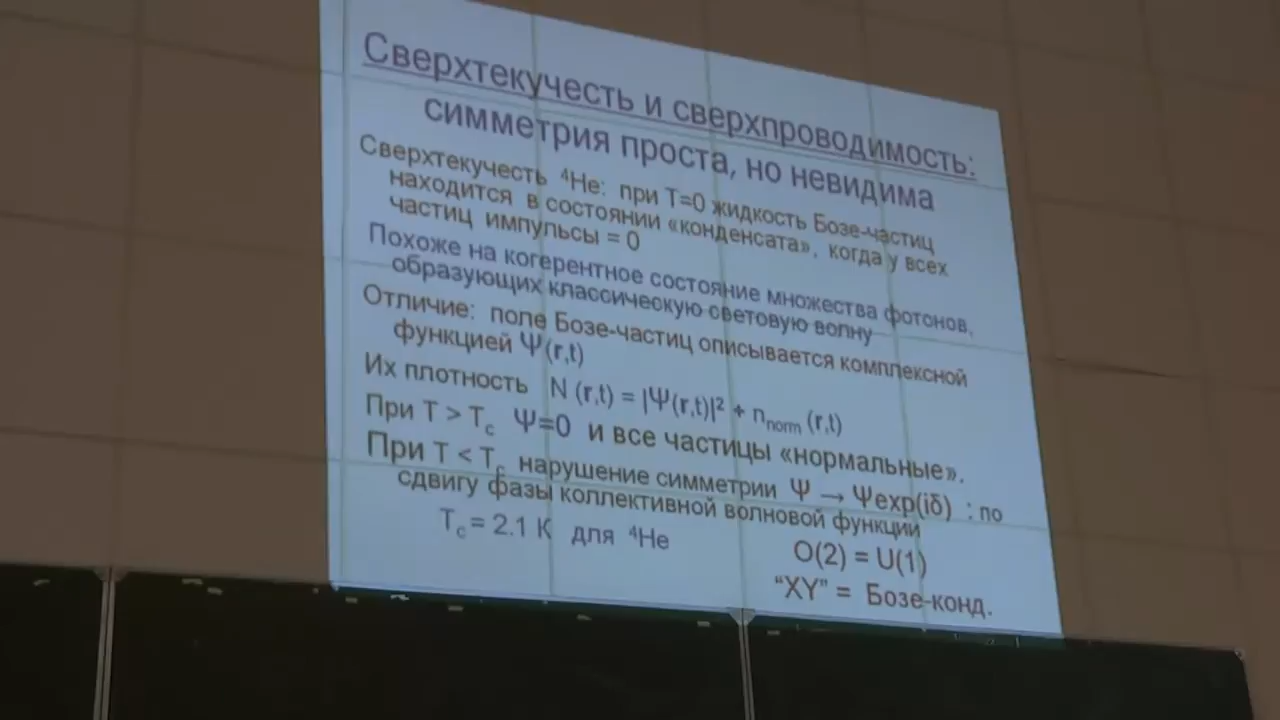 Сверхтекучесть и сверхпроводимость:
симметрия проста, но невидима
Сверхтекучесть ⁴He: при T=0 жидкость Бозе-частиц
находится в состоянии «конденсата», когда у всех
частиц импульсы = 0
Похоже на когерентное состояние множества фотонов,
образующих классическую световую волну
Отличие: поле Бозе-частиц описывается комплексной
функцией Ψ(r,t)
Их плотность N (r,t) = |Ψ(r,t)|² + n_norm (r,t)
При T > T_c Ψ=0 и все частицы «нормальные».
При T < T_c нарушение симметрии Ψ → Ψexp(iδ) : по
сдвигу фазы коллективной волновой функции
T_c = 2.1 K для ⁴He
O(2) = U(1)
“XY” = Бозе-конд.